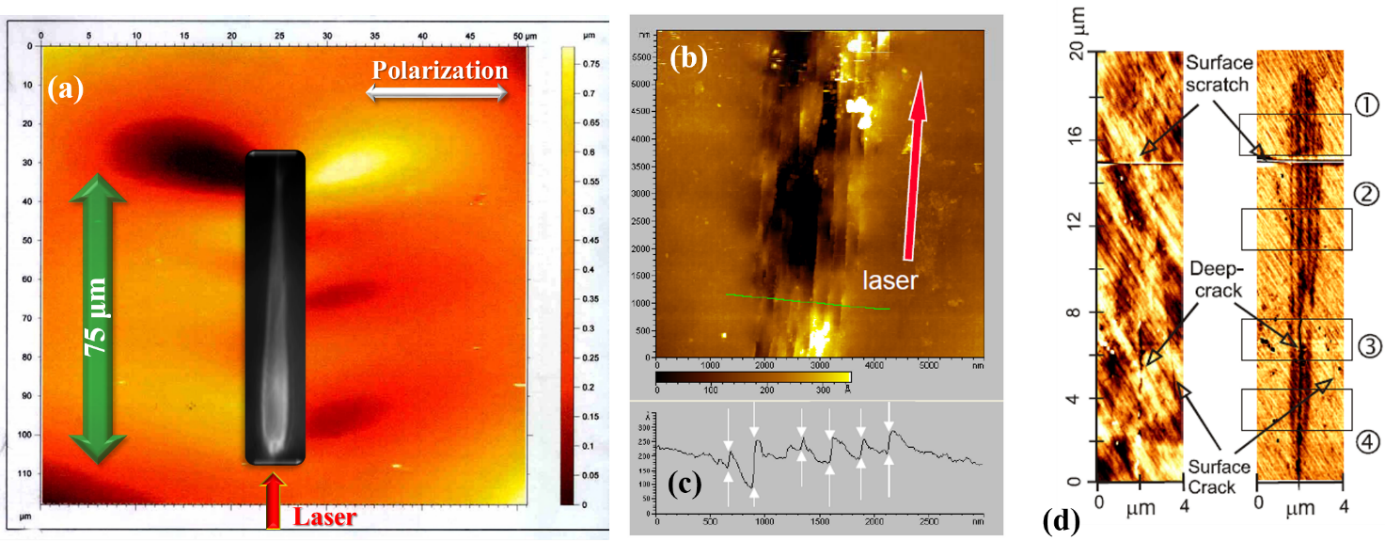 0 5 10 15 20 25 30 35 40 45 50 μm
μm
0
10
20
30
40
50
60
70
80
90
100
110
μm
(a)
Polarization
75 μm
Laser
0.75
0.7
0.65
0.6
0.55
0.5
0.45
0.4
0.35
0.3
0.25
0.2
0.15
0.1
0.05
0
(b)
nm
5500
5000
4500
4000
3500
3000
2500
2000
1500
1000
500
0
laser
0 1000 2000 3000 4000 5000 nm
0 100 200 300 Å
Å
300
250
200
150
100
50
0
(c)
0 500 1000 1500 2000 2500 nm
(d)
μm
20
16
12
8
4
0
Surface
scratch
Deep-
crack
Surface
Crack
①
②
③
④
0 μm 4
0 μm 4